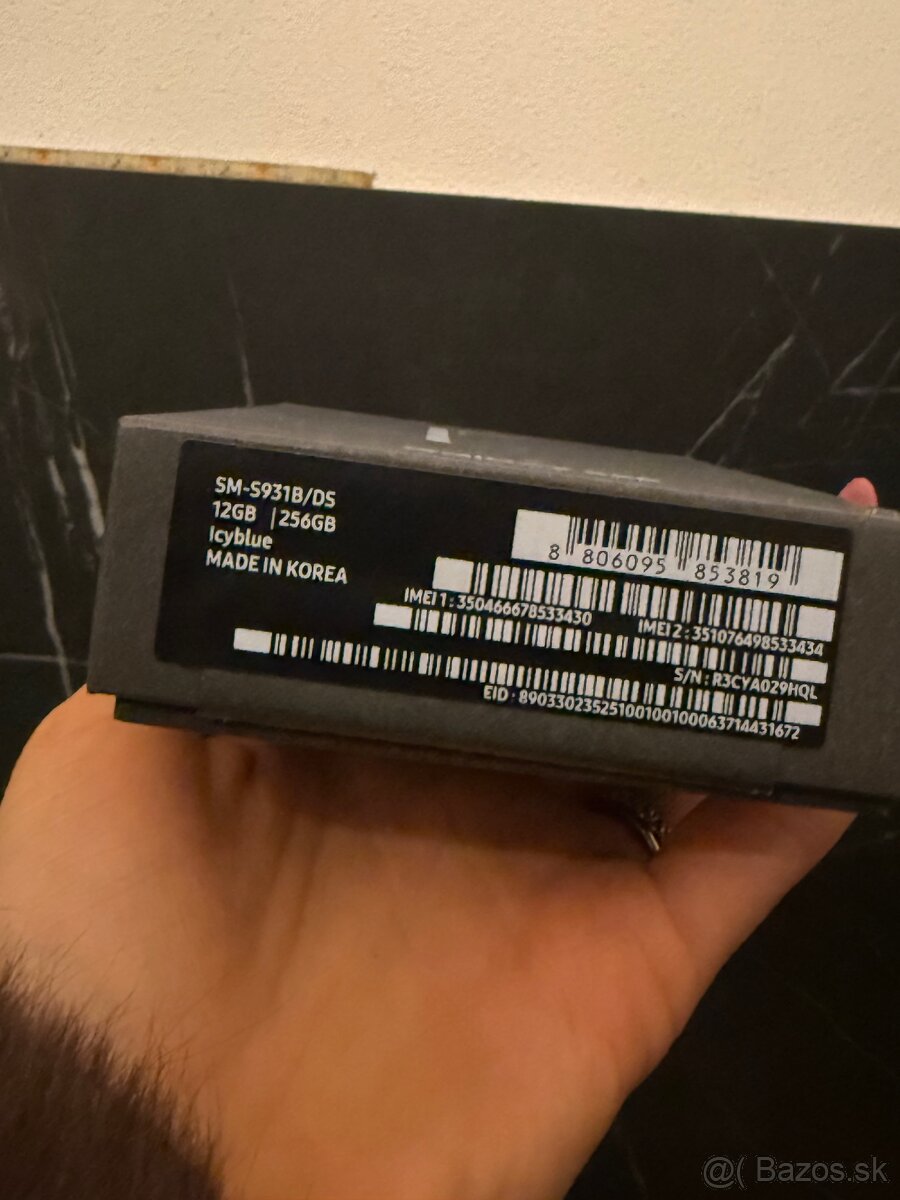 SM-S931B/DS
12GB | 256GB
Icyblue
MADE IN KOREA
8 806095 853819
IMEI 1 : 350466678533430
IMEI 2 : 351076498533434
S/N : R3CYA029HQL
EID : 89033023525100100100063714431672
@( Bazos.sk